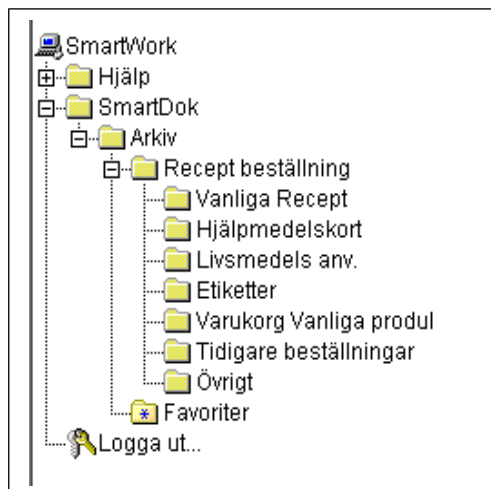 SmartWork
Hjälp
SmartDok
Arkiv
Recept beställning
Vanliga Recept
Hjälpmedelskort
Livsmedels anv.
Etiketter
Varukorg Vanliga produl
Tidigare beställningar
Övrigt
Favoriter
Logga ut...